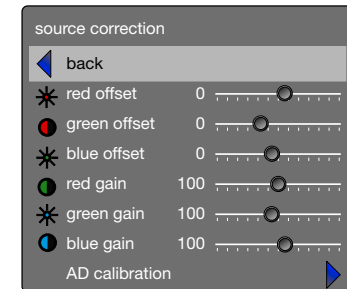 source correction
back
red offset 0
green offset 0
blue offset 0
red gain 100
green gain 100
blue gain 100
AD calibration